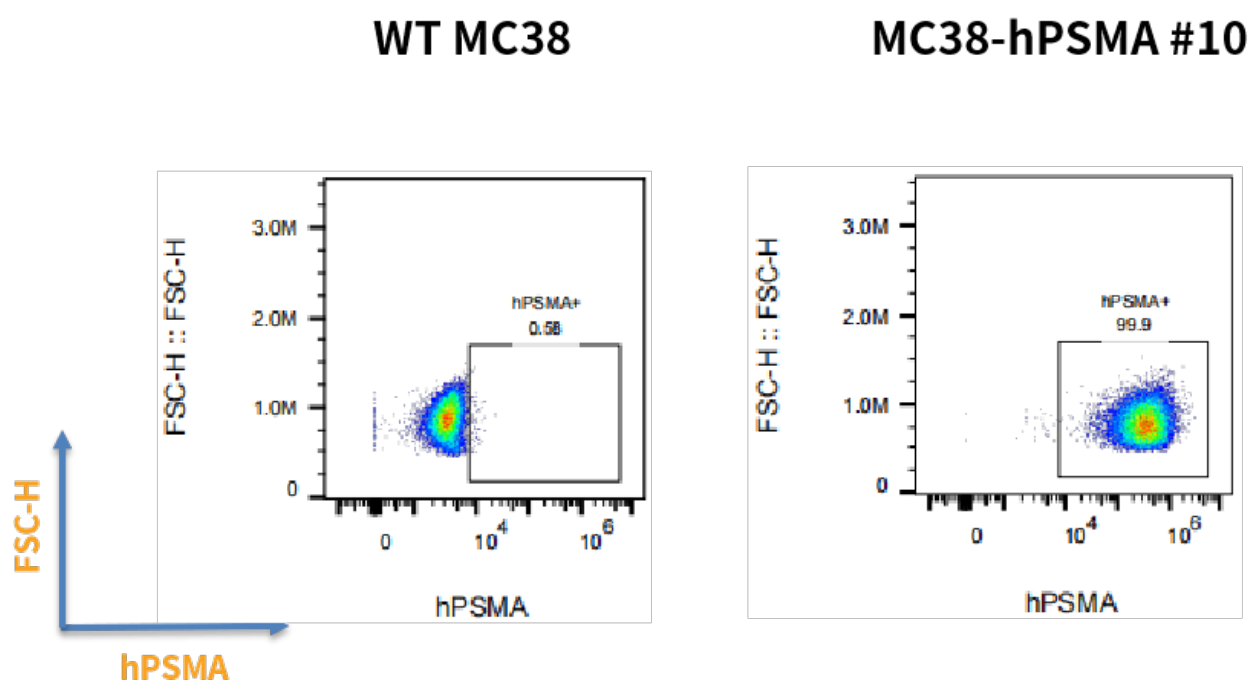 WT MC38
MC38-hPSMA #10
FSC-H :: FSC-H
3.0M
2.0M
1.0M
0
hPSMA+
0.58
0
10^4
10^6
hPSMA
FSC-H :: FSC-H
3.0M
2.0M
1.0M
0
hPSMA+
99.9
0
10^4
10^6
hPSMA
FSC-H
hPSMA